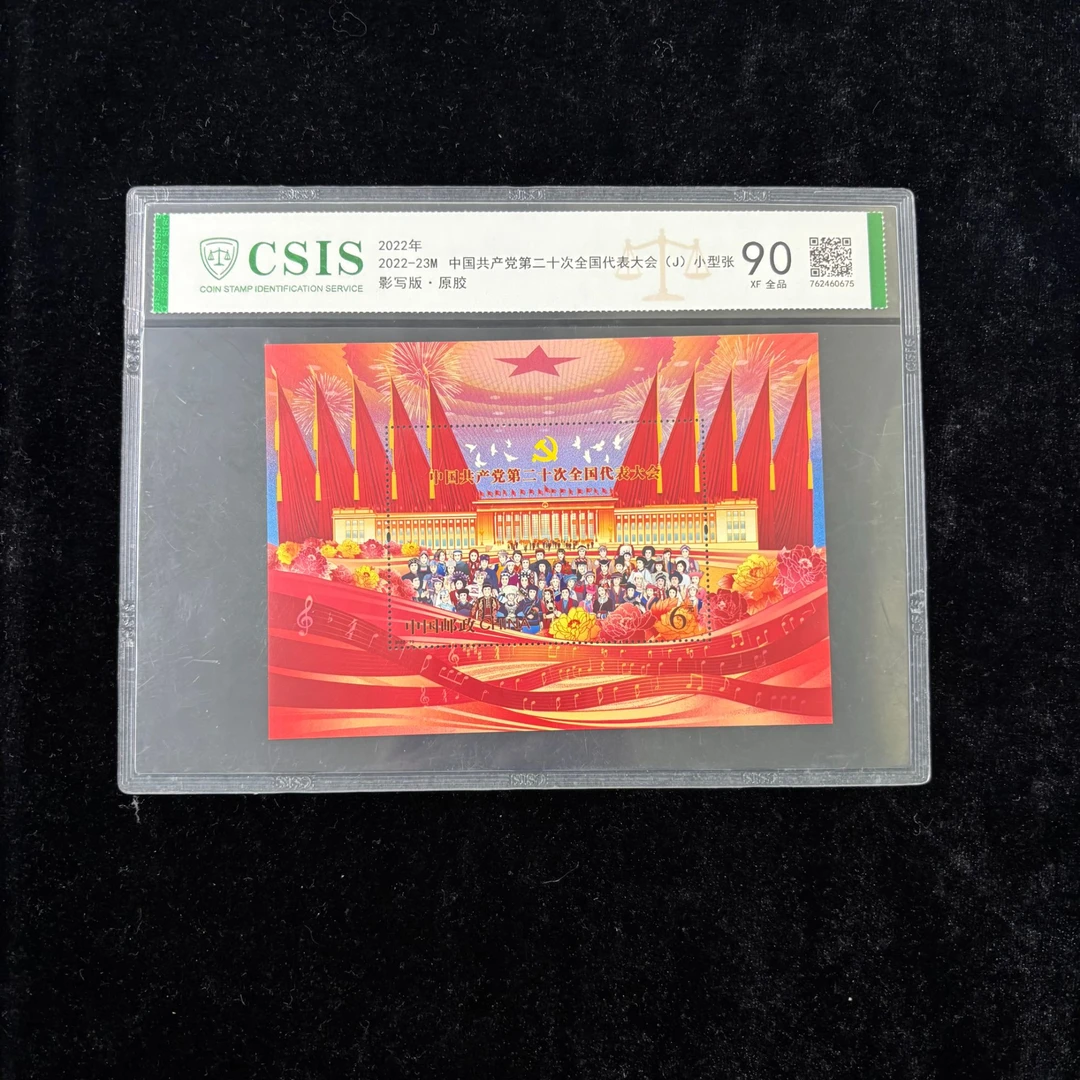 CSIS
COIN STAMP IDENTIFICATION SERVICE
2022年
2022-23M 中国共产党第二十次全国代表大会（J）小型张
影写版·原胶
90
XF 全品
762460675
中国共产党第二十次全国代表大会
中国邮政 CHINA
6